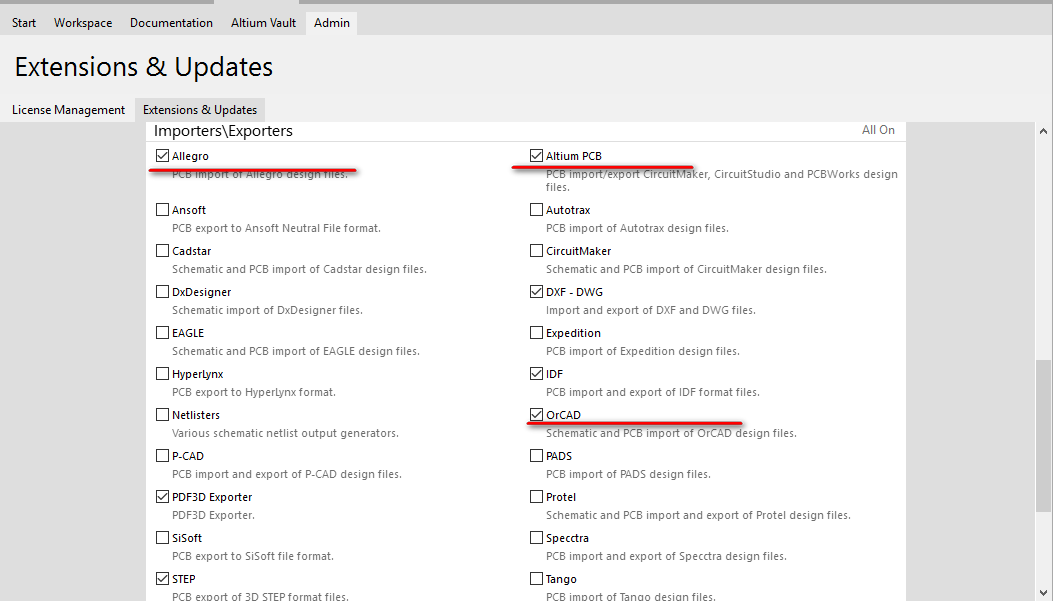 Start Workspace Documentation Altium Vault Admin
Extensions & Updates
License Management Extensions & Updates
Importers\Exporters All On
Allegro
PCB import of Allegro design files.
Altium PCB
PCB import/export CircuitMaker, CircuitStudio and PCBWorks design
files.
Ansoft
PCB export to Ansoft Neutral File format.
Autotrax
PCB import of Autotrax design files.
Cadstar
Schematic and PCB import of Cadstar design files.
CircuitMaker
Schematic and PCB import of CircuitMaker design files.
DxDesigner
Schematic import of DxDesigner files.
DXF - DWG
Import and export of DXF and DWG files.
EAGLE
Schematic and PCB import of EAGLE design files.
Expedition
PCB import of Expedition design files.
HyperLynx
PCB export to HyperLynx format.
IDF
PCB import and export of IDF format files.
Netlisters
Various schematic netlist output generators.
OrCAD
Schematic and PCB import of OrCAD design files.
P-CAD
PCB import and export of P-CAD design files.
PADS
PCB import of PADS design files.
PDF3D Exporter
PDF3D Exporter.
Protel
Schematic and PCB import and export of Protel design files.
SiSoft
PCB export to SiSoft file format.
Specctra
PCB import and export of Specctra design files.
STEP
PCB export of 3D STEP format files.
Tango
PCB import of Tango design files.